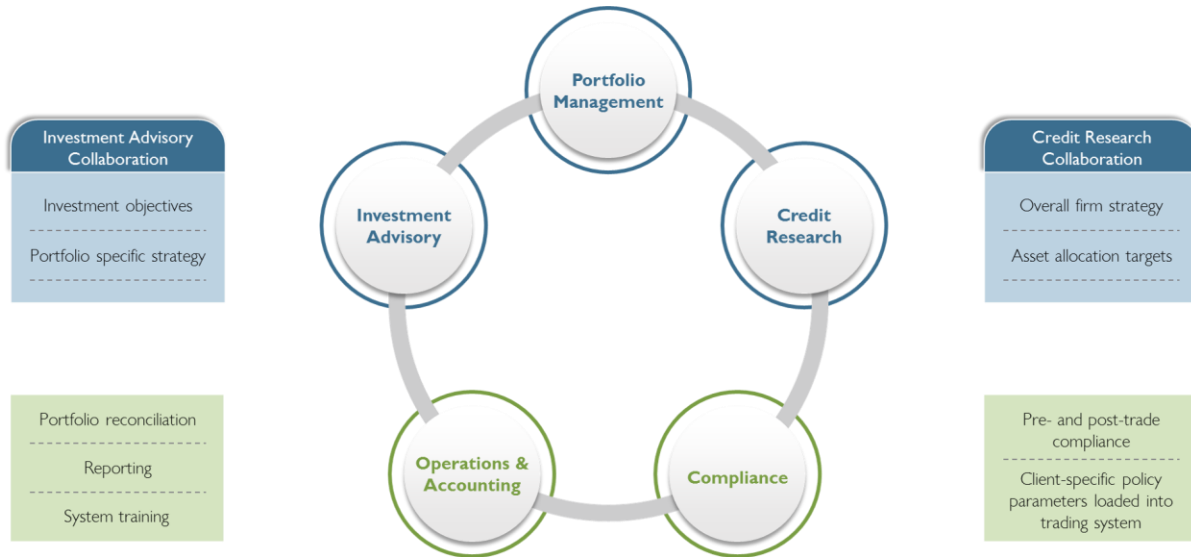 Portfolio
Management
Investment Advisory
Collaboration
Investment objectives
Portfolio specific strategy
Investment
Advisory
Credit
Research
Credit Research
Collaboration
Overall firm strategy
Asset allocation targets
Portfolio reconciliation
Reporting
System training
Operations &
Accounting
Compliance
Pre- and post-trade
compliance
Client-specific policy
parameters loaded into
trading system